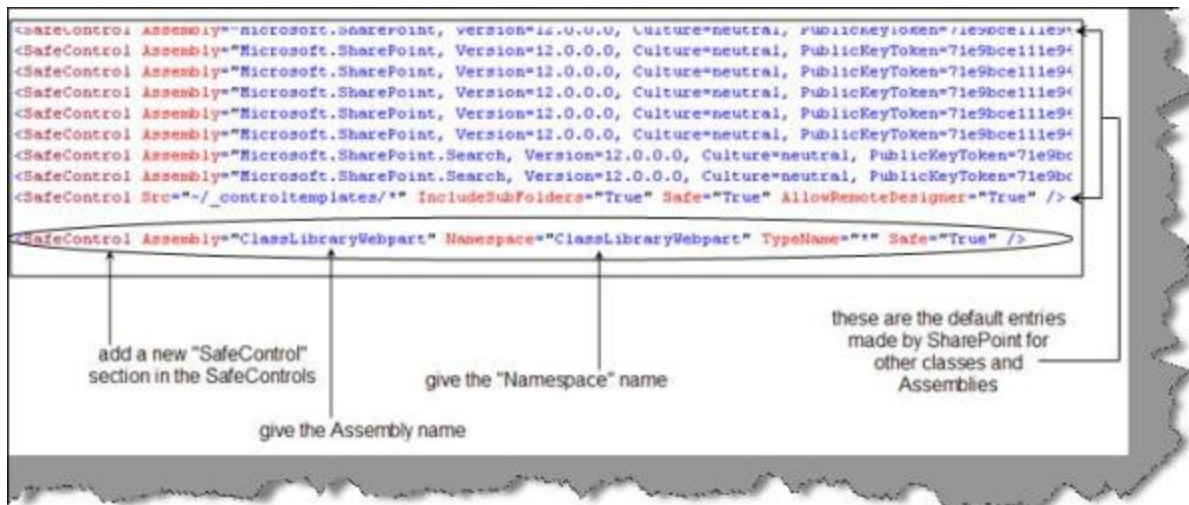 <SafeControl Assembly="Microsoft.SharePoint, Version=12.0.0.0, Culture=neutral, PublicKeyToken=71e9bce111e94
<SafeControl Assembly="Microsoft.SharePoint, Version=12.0.0.0, Culture=neutral, PublicKeyToken=71e9bce111e94
<SafeControl Assembly="Microsoft.SharePoint, Version=12.0.0.0, Culture=neutral, PublicKeyToken=71e9bce111e94
<SafeControl Assembly="Microsoft.SharePoint, Version=12.0.0.0, Culture=neutral, PublicKeyToken=71e9bce111e94
<SafeControl Assembly="Microsoft.SharePoint, Version=12.0.0.0, Culture=neutral, PublicKeyToken=71e9bce111e94
<SafeControl Assembly="Microsoft.SharePoint, Version=12.0.0.0, Culture=neutral, PublicKeyToken=71e9bce111e94
<SafeControl Assembly="Microsoft.SharePoint.Search, Version=12.0.0.0, Culture=neutral, PublicKeyToken=71e9bc
<SafeControl Assembly="Microsoft.SharePoint.Search, Version=12.0.0.0, Culture=neutral, PublicKeyToken=71e9bc
<SafeControl Src="~/_controltemplates/*" IncludeSubFolders="True" Safe="True" AllowRemoteDesigner="True" />
<SafeControl Assembly="ClassLibraryWebpart" Namespace="ClassLibraryWebpart" TypeName="*" Safe="True" />
add a new "SafeControl"
section in the SafeControls
give the Assembly name
give the "Namespace" name
these are the default entries
made by SharePoint for
other classes and
Assemblies